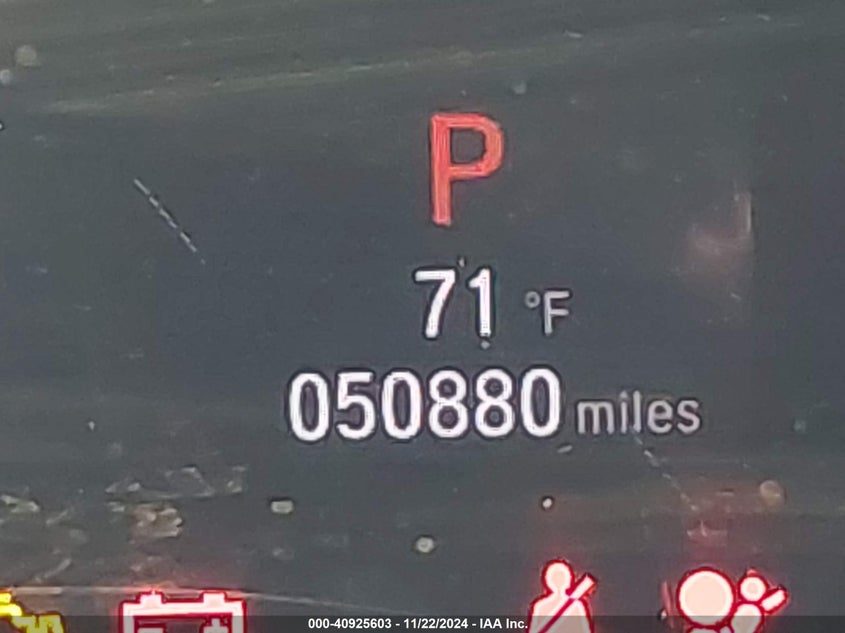 P
71 °F
050880 miles
000-40925603 - 11/22/2024 - IAA Inc.